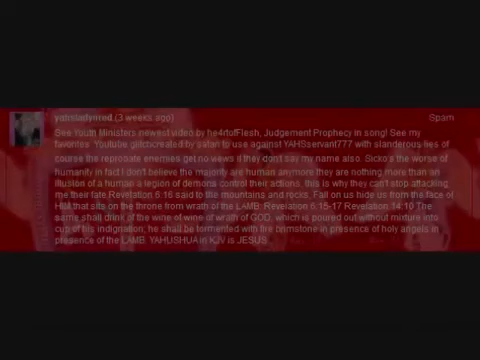 yahsladynred (3 weeks ago) Spam
See Youth Ministers newest video by he4rtofFlesh, Judgement Prophecy in song! See my
favorites. Youtube glitchcreated by satan to use against YAHSservant777 with slanderous lies of
course the reprobate enemies get no views if they dont say my name also. Sicko's the worse of
humanity in fact I don't believe the majority are human anymore they are nothing more than an
illusion of a human a legion of demons control their actions, this is why they can't stop attacking
me their fate Revelation 6:16 said to the mountains and rocks. Fall on us hide us from the face of
HIM that sits on the throne from wrath of the LAMB: Revelation 6:15-17 Revelation 14:10 The
same shall drink of the wine of wine of wrath of GOD, which is poured out without mixture into
cup of his indignation; he shall be tormented with fire brimstone in presence of holy angels in
presence of the LAMB. YAHUSHUA in KJV is JESUS